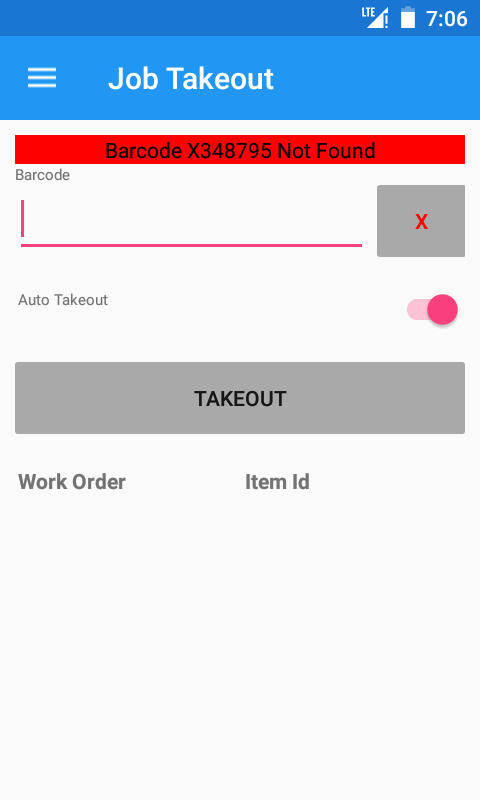 LTE 7:06
Job Takeout
Barcode X348795 Not Found
Barcode
X
Auto Takeout
TAKEOUT
Work Order Item Id